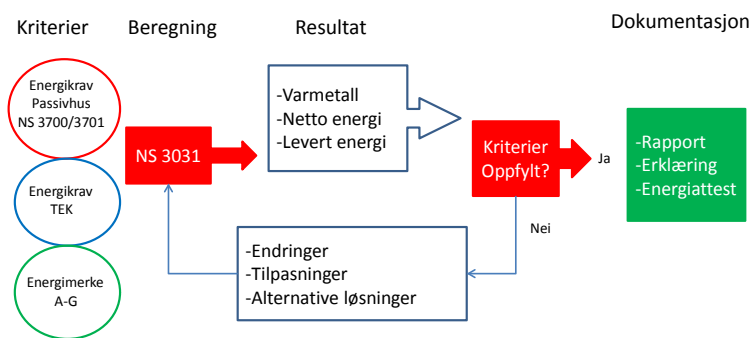 Kriterier
Beregning
Resultat
Dokumentasjon
Energikrav
Passivhus
NS 3700/3701
Energikrav
TEK
Energimerke
A-G
NS 3031
-Varmetall
-Netto energi
-Levert energi
Kriterier
Oppfylt?
Ja
Nei
-Rapport
-Erklæring
-Energiattest
-Endringer
-Tilpasninger
-Alternative løsninger